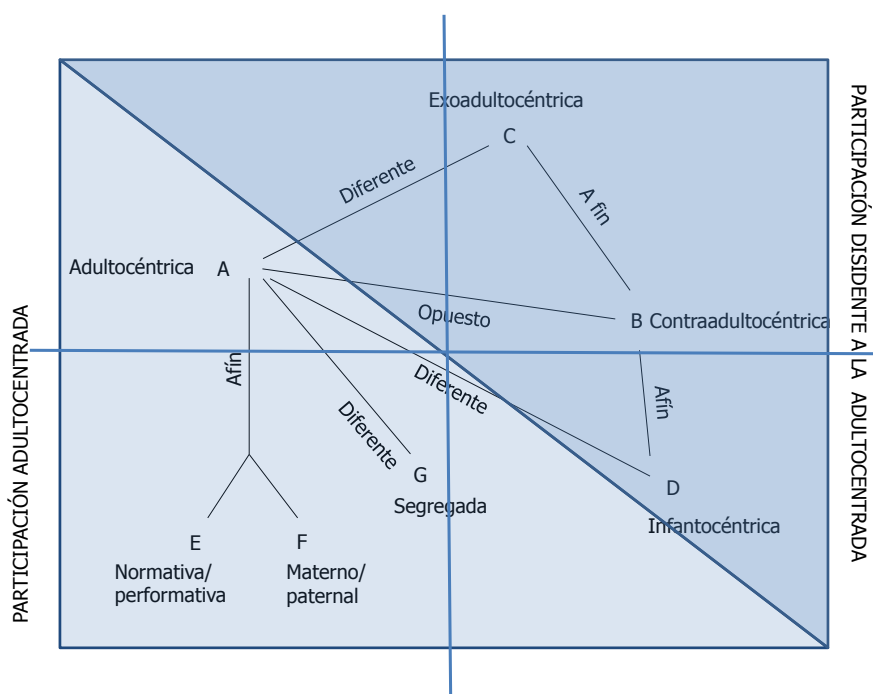 Exoadultocéntrica
C
Diferente
A fin
Adultocéntrica
A
Opuesto
B Contraadultocéntrica
Afín
Diferente
Afín
Diferente
G
Segregada
D
Infantocéntrica
E
F
Normativa/
performativa
Materno/
paternal
PARTICIPACIÓN ADULTOCENTRADA
PARTICIPACIÓN DISIDENTE A LA ADULTOCENTRADA